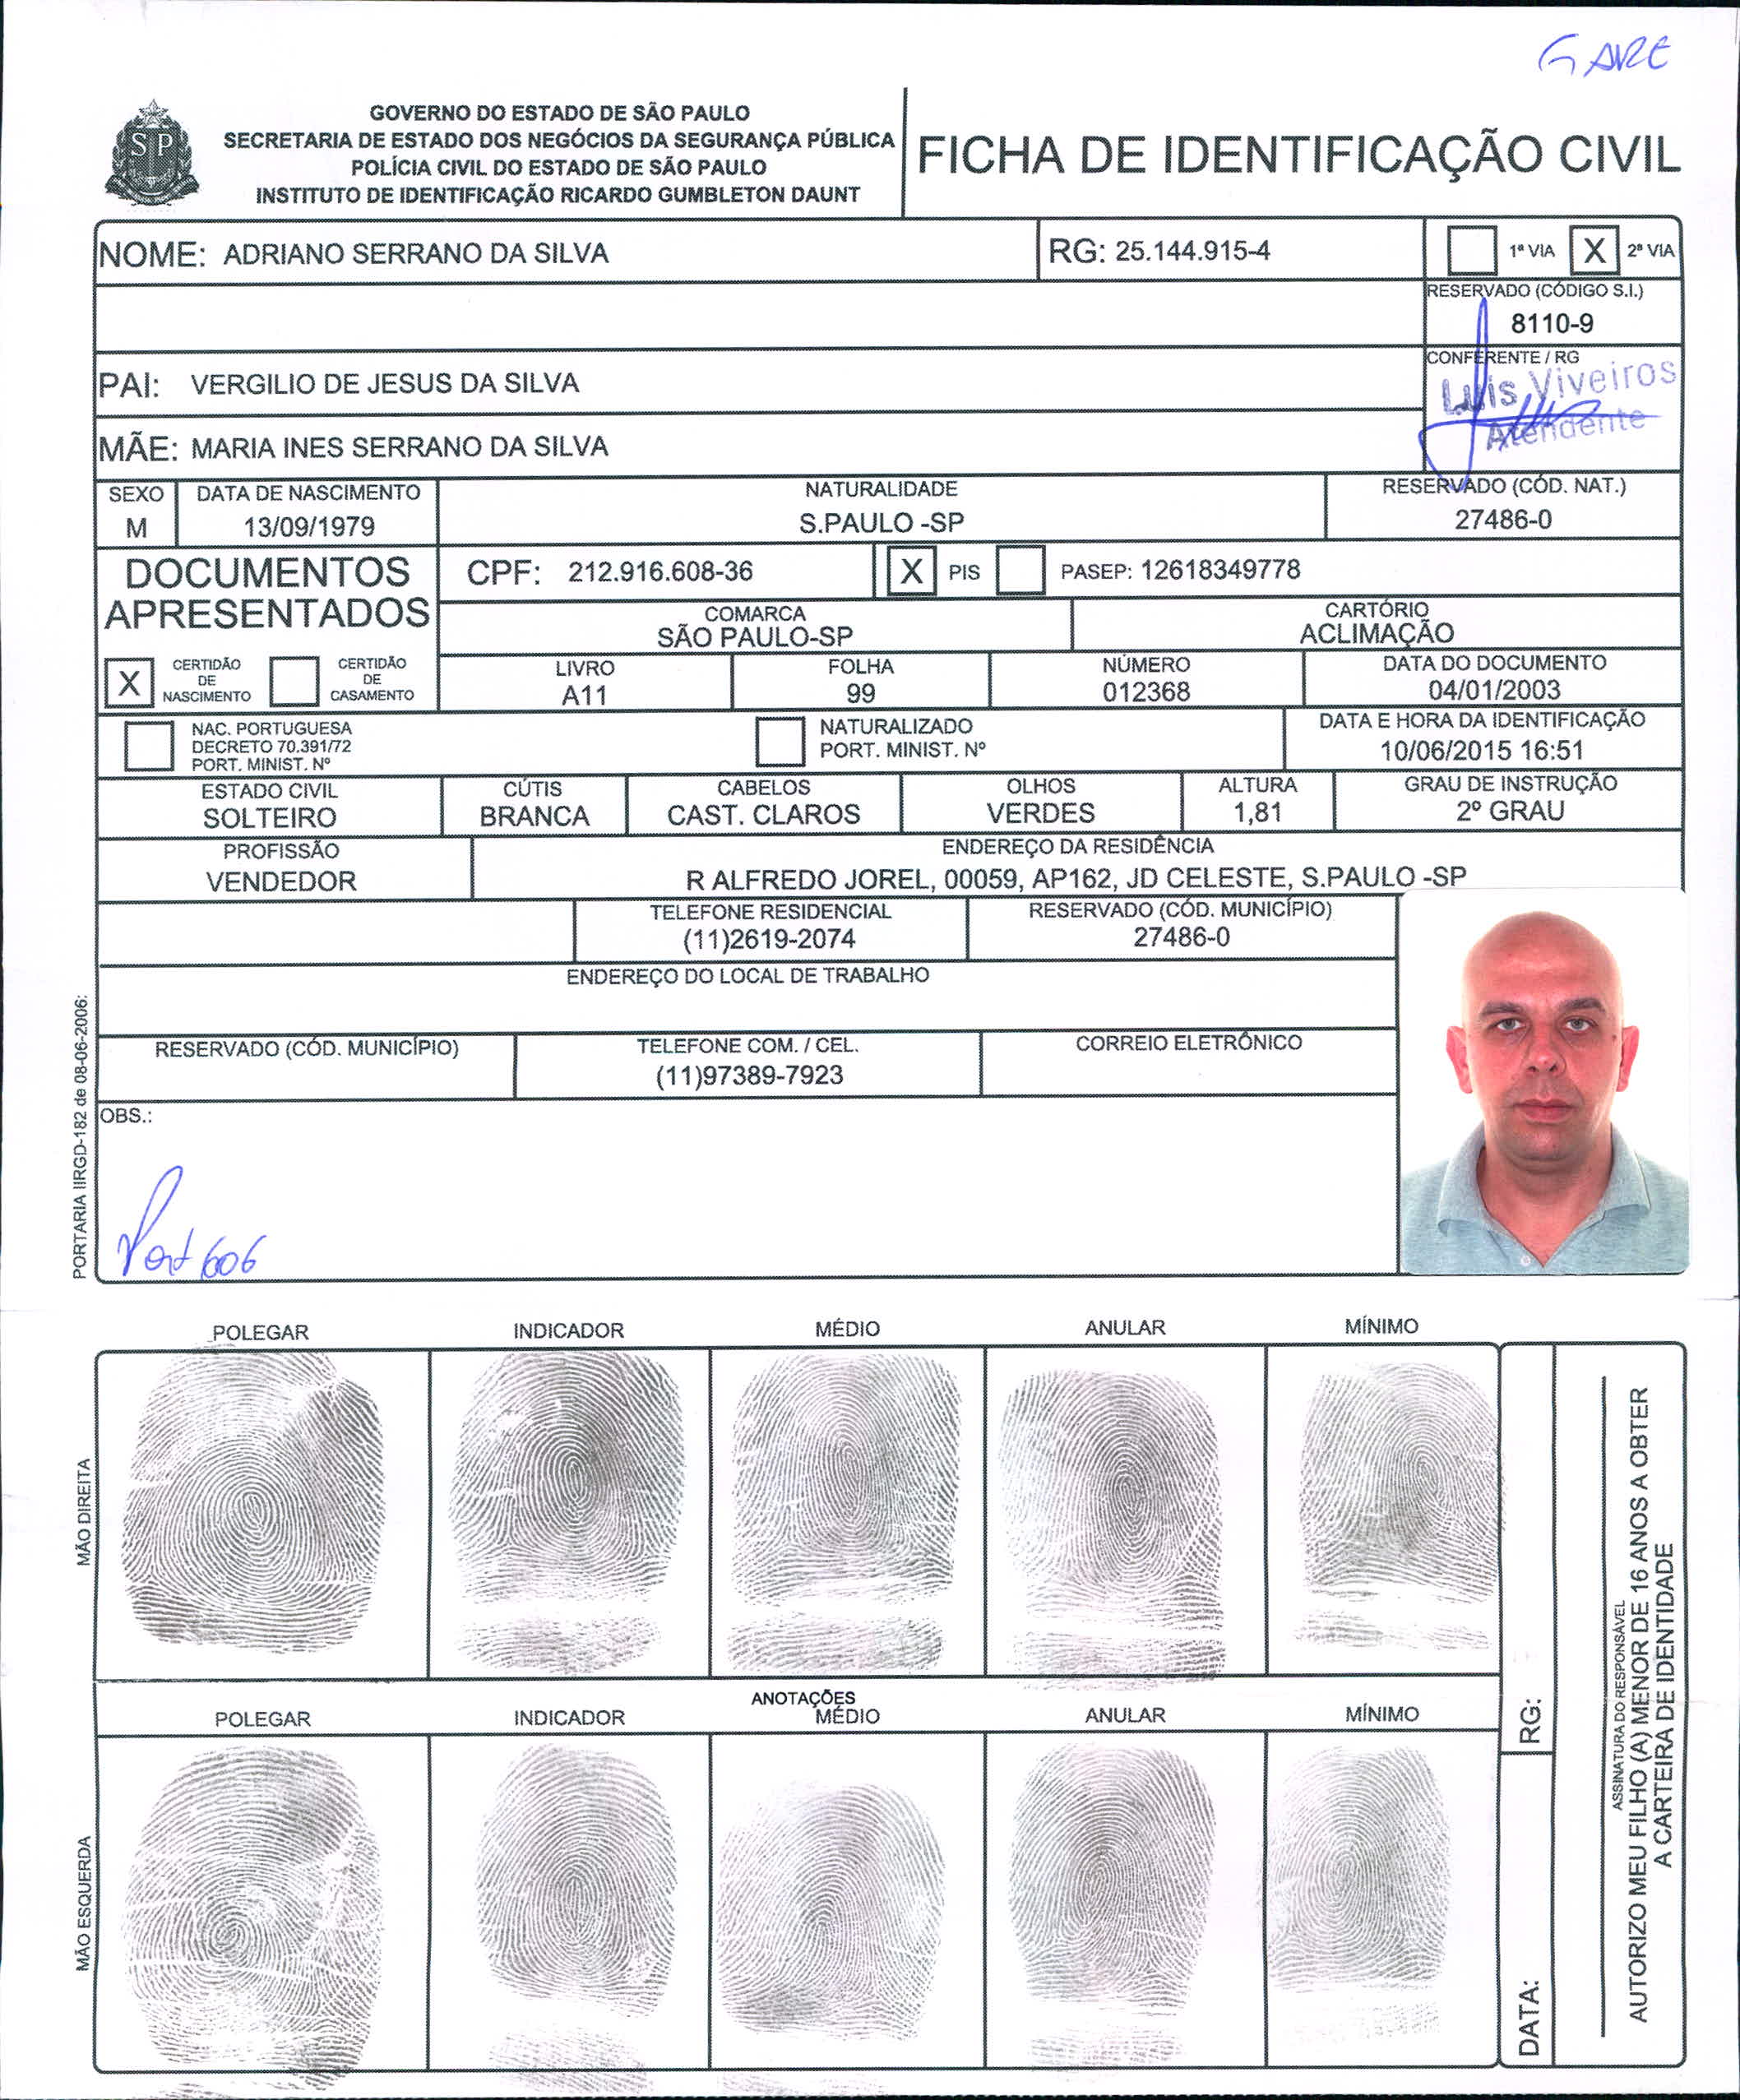 GARE
GOVERNO DO ESTADO DE SÃO PAULO
SECRETARIA DE ESTADO DOS NEGÓCIOS DA SEGURANÇA PÚBLICA
POLÍCIA CIVIL DO ESTADO DE SÃO PAULO
INSTITUTO DE IDENTIFICAÇÃO RICARDO GUMBLETON DAUNT
SP
FICHA DE IDENTIFICAÇÃO CIVIL
NOME: ADRIANO SERRANO DA SILVA
RG: 25.144.915-4
1ª VIA X 2ª VIA
RESERVADO (CÓDIGO S.I.)
8110-9
PAI: VERGILIO DE JESUS DA SILVA
CONFERENTE / RG
Luis Viveiros
Atendente
MÃE: MARIA INES SERRANO DA SILVA
SEXO
M
DATA DE NASCIMENTO
13/09/1979
NATURALIDADE
S.PAULO -SP
RESERVADO (CÓD. NAT.)
27486-0
DOCUMENTOS
APRESENTADOS
CPF: 212.916.608-36
X PIS
PASEP: 12618349778
COMARCA
SÃO PAULO-SP
CARTÓRIO
ACLIMAÇÃO
X CERTIDÃO
DE
NASCIMENTO
CERTIDÃO
DE
CASAMENTO
LIVRO
A11
FOLHA
99
NÚMERO
012368
DATA DO DOCUMENTO
04/01/2003
NAC. PORTUGUESA
DECRETO 70.391/72
PORT. MINIST. Nº
NATURALIZADO
PORT. MINIST. Nº
DATA E HORA DA IDENTIFICAÇÃO
10/06/2015 16:51
ESTADO CIVIL
SOLTEIRO
CÚTIS
BRANCA
CABELOS
CAST. CLAROS
OLHOS
VERDES
ALTURA
1,81
GRAU DE INSTRUÇÃO
2º GRAU
PROFISSÃO
VENDEDOR
ENDEREÇO DA RESIDÊNCIA
R ALFREDO JOREL, 00059, AP162, JD CELESTE, S.PAULO -SP
TELEFONE RESIDENCIAL
(11)2619-2074
RESERVADO (CÓD. MUNICÍPIO)
27486-0
ENDEREÇO DO LOCAL DE TRABALHO
RESERVADO (CÓD. MUNICÍPIO)
TELEFONE COM. / CEL.
(11)97389-7923
CORREIO ELETRÔNICO
OBS.:
Port 606
PORTARIA IIRGD-182 de 08-06-2006:
POLEGAR
INDICADOR
MÉDIO
ANULAR
MÍNIMO
MÃO DIREITA
ANOTAÇÕES
POLEGAR
INDICADOR
MÉDIO
ANULAR
MÍNIMO
MÃO ESQUERDA
RG:
DATA:
ASSINATURA DO RESPONSÁVEL
AUTORIZO MEU FILHO (A) MENOR DE 16 ANOS A OBTER
A CARTEIRA DE IDENTIDADE